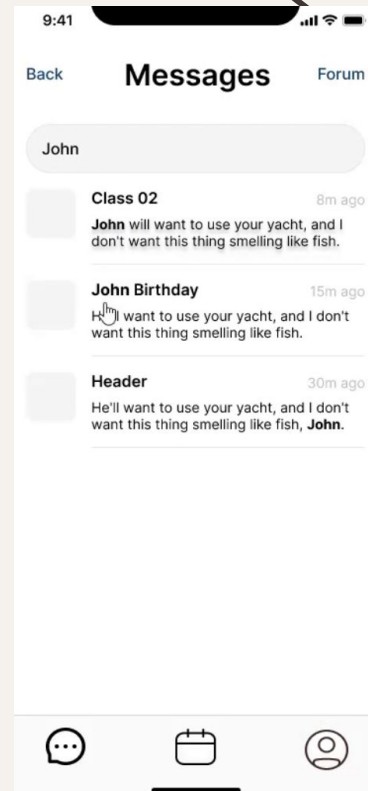 9:41
Back
Messages
Forum
John
Class 02
8m ago
John will want to use your yacht, and I
don't want this thing smelling like fish.
John Birthday
15m ago
want to use your yacht, and I don't
want this thing smelling like fish.
Header
30m ago
He'll want to use your yacht, and I don't
want this thing smelling like fish, John.